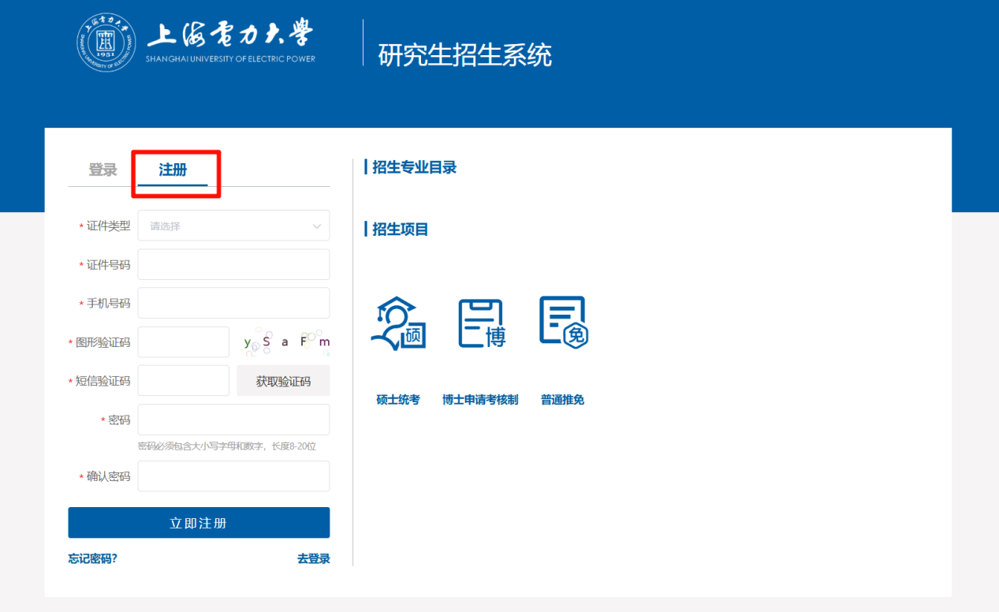 上海电力大学
SHANGHAI UNIVERSITY OF ELECTRIC POWER
1951
研究生招生系统
登录 注册
* 证件类型 请选择
* 证件号码
* 手机号码
* 图形验证码 y S a F m
* 短信验证码 获取验证码
* 密码
密码必须包含大小写字母和数字，长度8-20位
* 确认密码
立即注册
忘记密码? 去登录
招生专业目录
招生项目
硕 博 免
硕士统考 博士申请考核制 普通推免